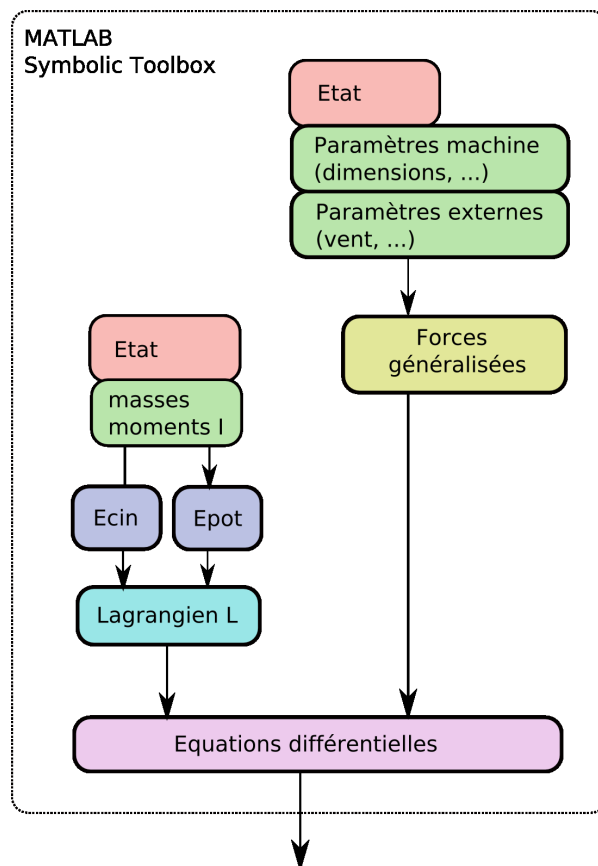 MATLAB
Symbolic Toolbox
Etat
Paramètres machine
(dimensions, ...)
Paramètres externes
(vent, ...)
Forces
généralisées
Etat
masses
moments I
Ecin
Epot
Lagrangien L
Equations différentielles